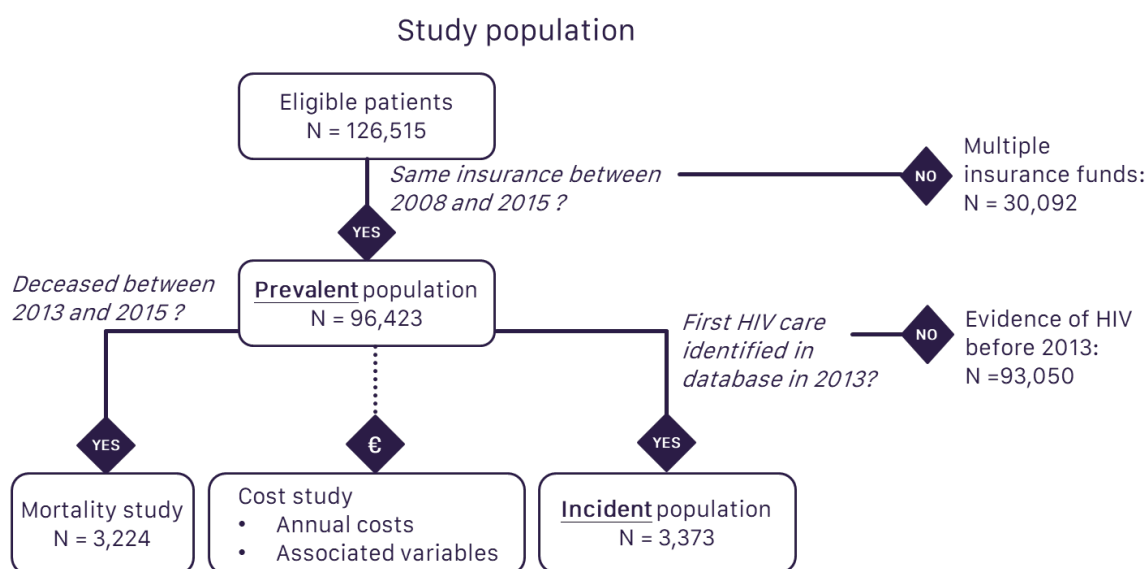 Study population
Eligible patients
N = 126,515
Same insurance between
2008 and 2015 ?
NO
Multiple
insurance funds:
N = 30,092
YES
Deceased between
2013 and 2015 ?
Prevalent population
N = 96,423
First HIV care
identified in
database in 2013?
NO
Evidence of HIV
before 2013:
N =93,050
YES
€
YES
Mortality study
N = 3,224
Cost study
• Annual costs
• Associated variables
Incident population
N = 3,373